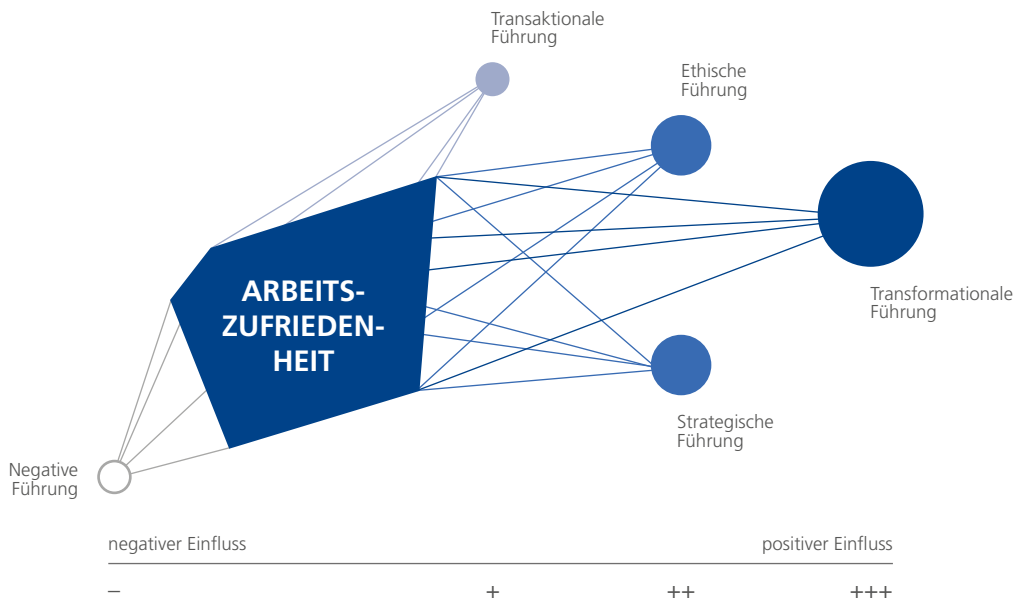 Transaktionale
Führung
Ethische
Führung
ARBEITS-
ZUFRIEDEN-
HEIT
Transformationale
Führung
Strategische
Führung
Negative
Führung
negativer Einfluss
positiver Einfluss
–
+
++
+++